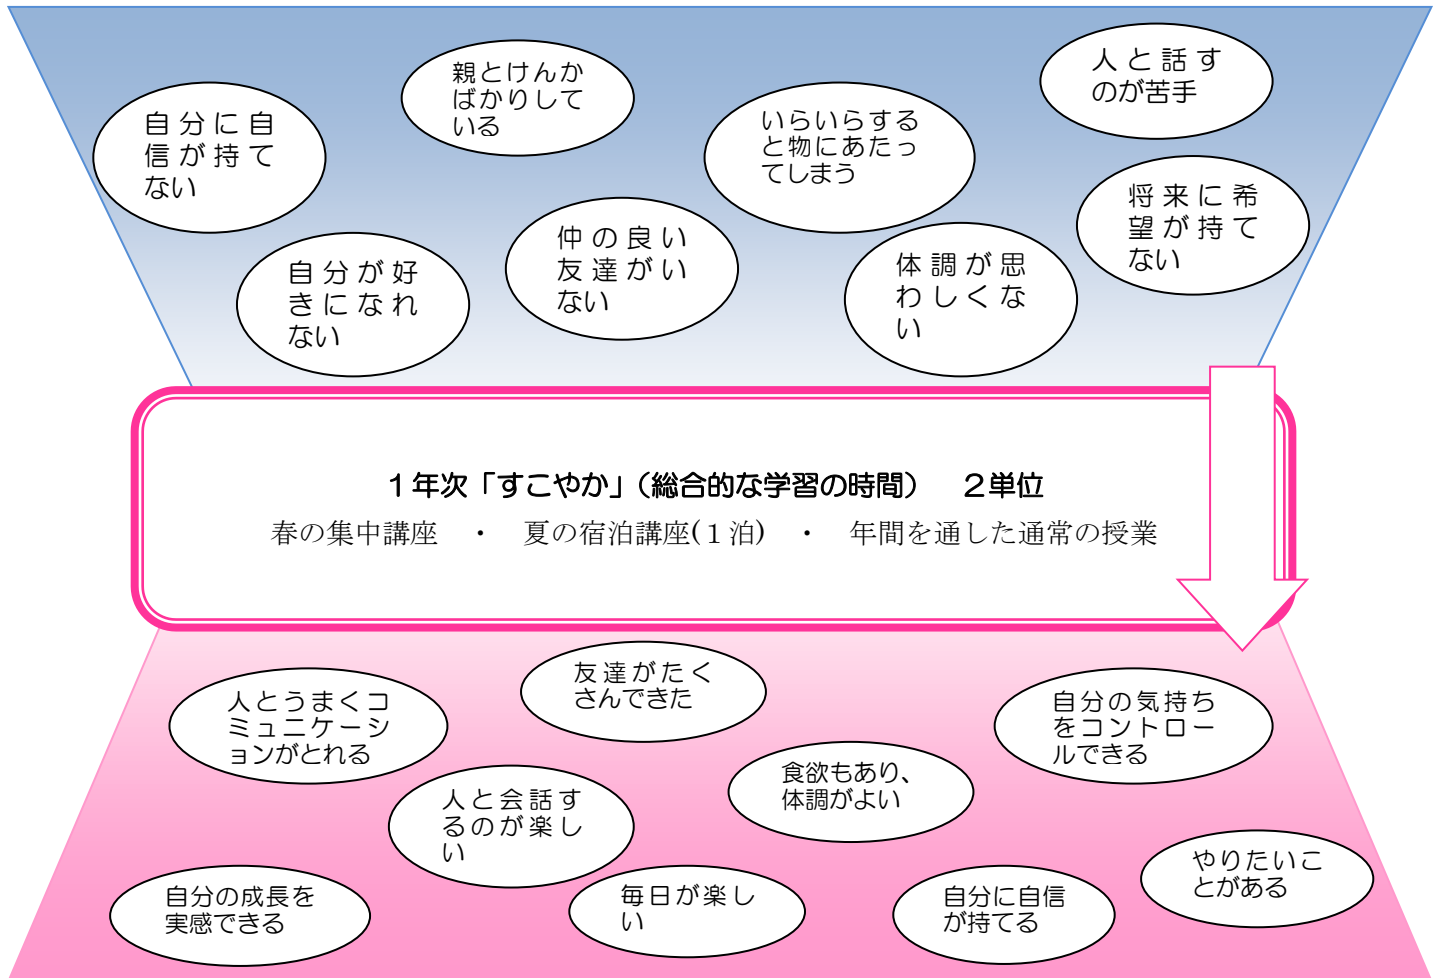 親とけんか
ばかりして
いる
人と話す
のが苦手
自分に自
信が持て
ない
いらいらする
と物にあたっ
てしまう
将来に希
望が持て
ない
仲の良い
友達がい
ない
体調が思
わしくな
い
自分が好
きになれ
ない
１年次「すこやか」（総合的な学習の時間）　２単位
春の集中講座　・　夏の宿泊講座(１泊)　・　年間を通した通常の授業
友達がたく
さんできた
人とうまくコ
ミュニケーシ
ョンがとれる
自分の気持ち
をコントロー
ルできる
食欲もあり、
体調がよい
人と会話す
るのが楽し
い
やりたいこ
とがある
自分の成長を
実感できる
毎日が楽し
い
自分に自信
が持てる